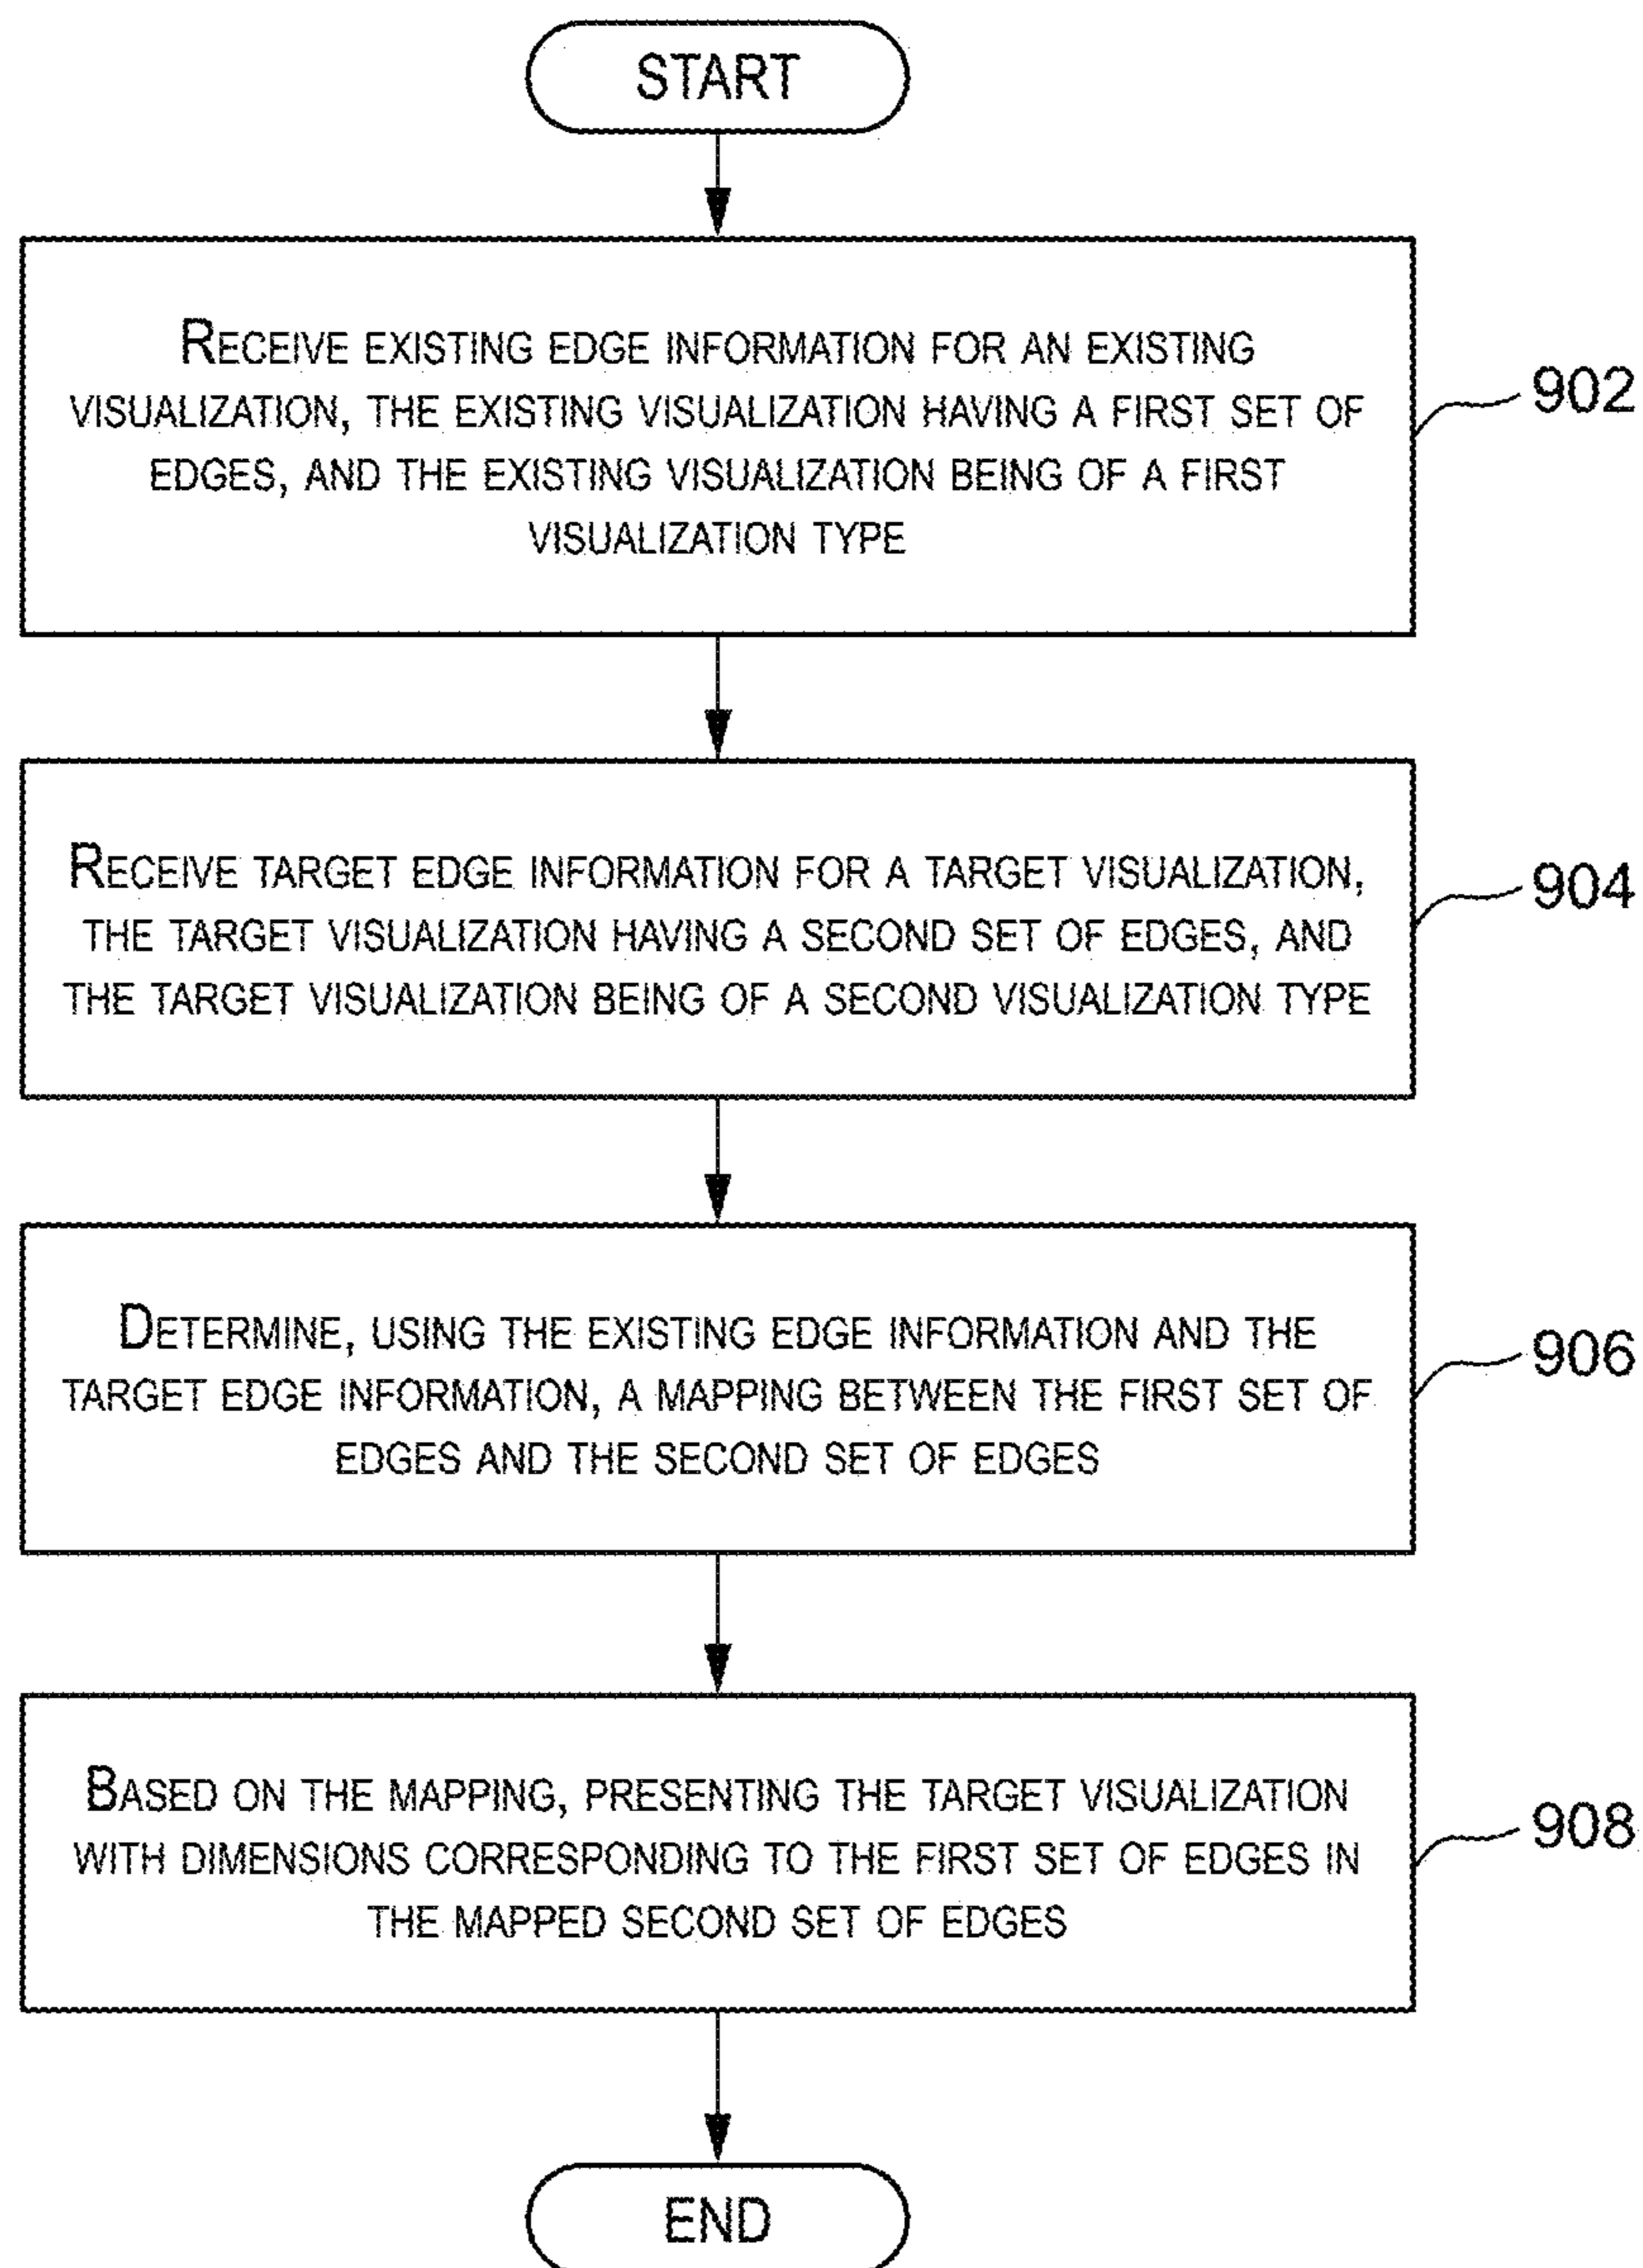 START
RECEIVE EXISTING EDGE INFORMATION FOR AN EXISTING
VISUALIZATION, THE EXISTING VISUALIZATION HAVING A FIRST SET OF
EDGES, AND THE EXISTING VISUALIZATION BEING OF A FIRST
VISUALIZATION TYPE
902
RECEIVE TARGET EDGE INFORMATION FOR A TARGET VISUALIZATION,
THE TARGET VISUALIZATION HAVING A SECOND SET OF EDGES, AND
THE TARGET VISUALIZATION BEING OF A SECOND VISUALIZATION TYPE
904
DETERMINE, USING THE EXISTING EDGE INFORMATION AND THE
TARGET EDGE INFORMATION, A MAPPING BETWEEN THE FIRST SET OF
EDGES AND THE SECOND SET OF EDGES
906
BASED ON THE MAPPING, PRESENTING THE TARGET VISUALIZATION
WITH DIMENSIONS CORRESPONDING TO THE FIRST SET OF EDGES IN
THE MAPPED SECOND SET OF EDGES
908
END